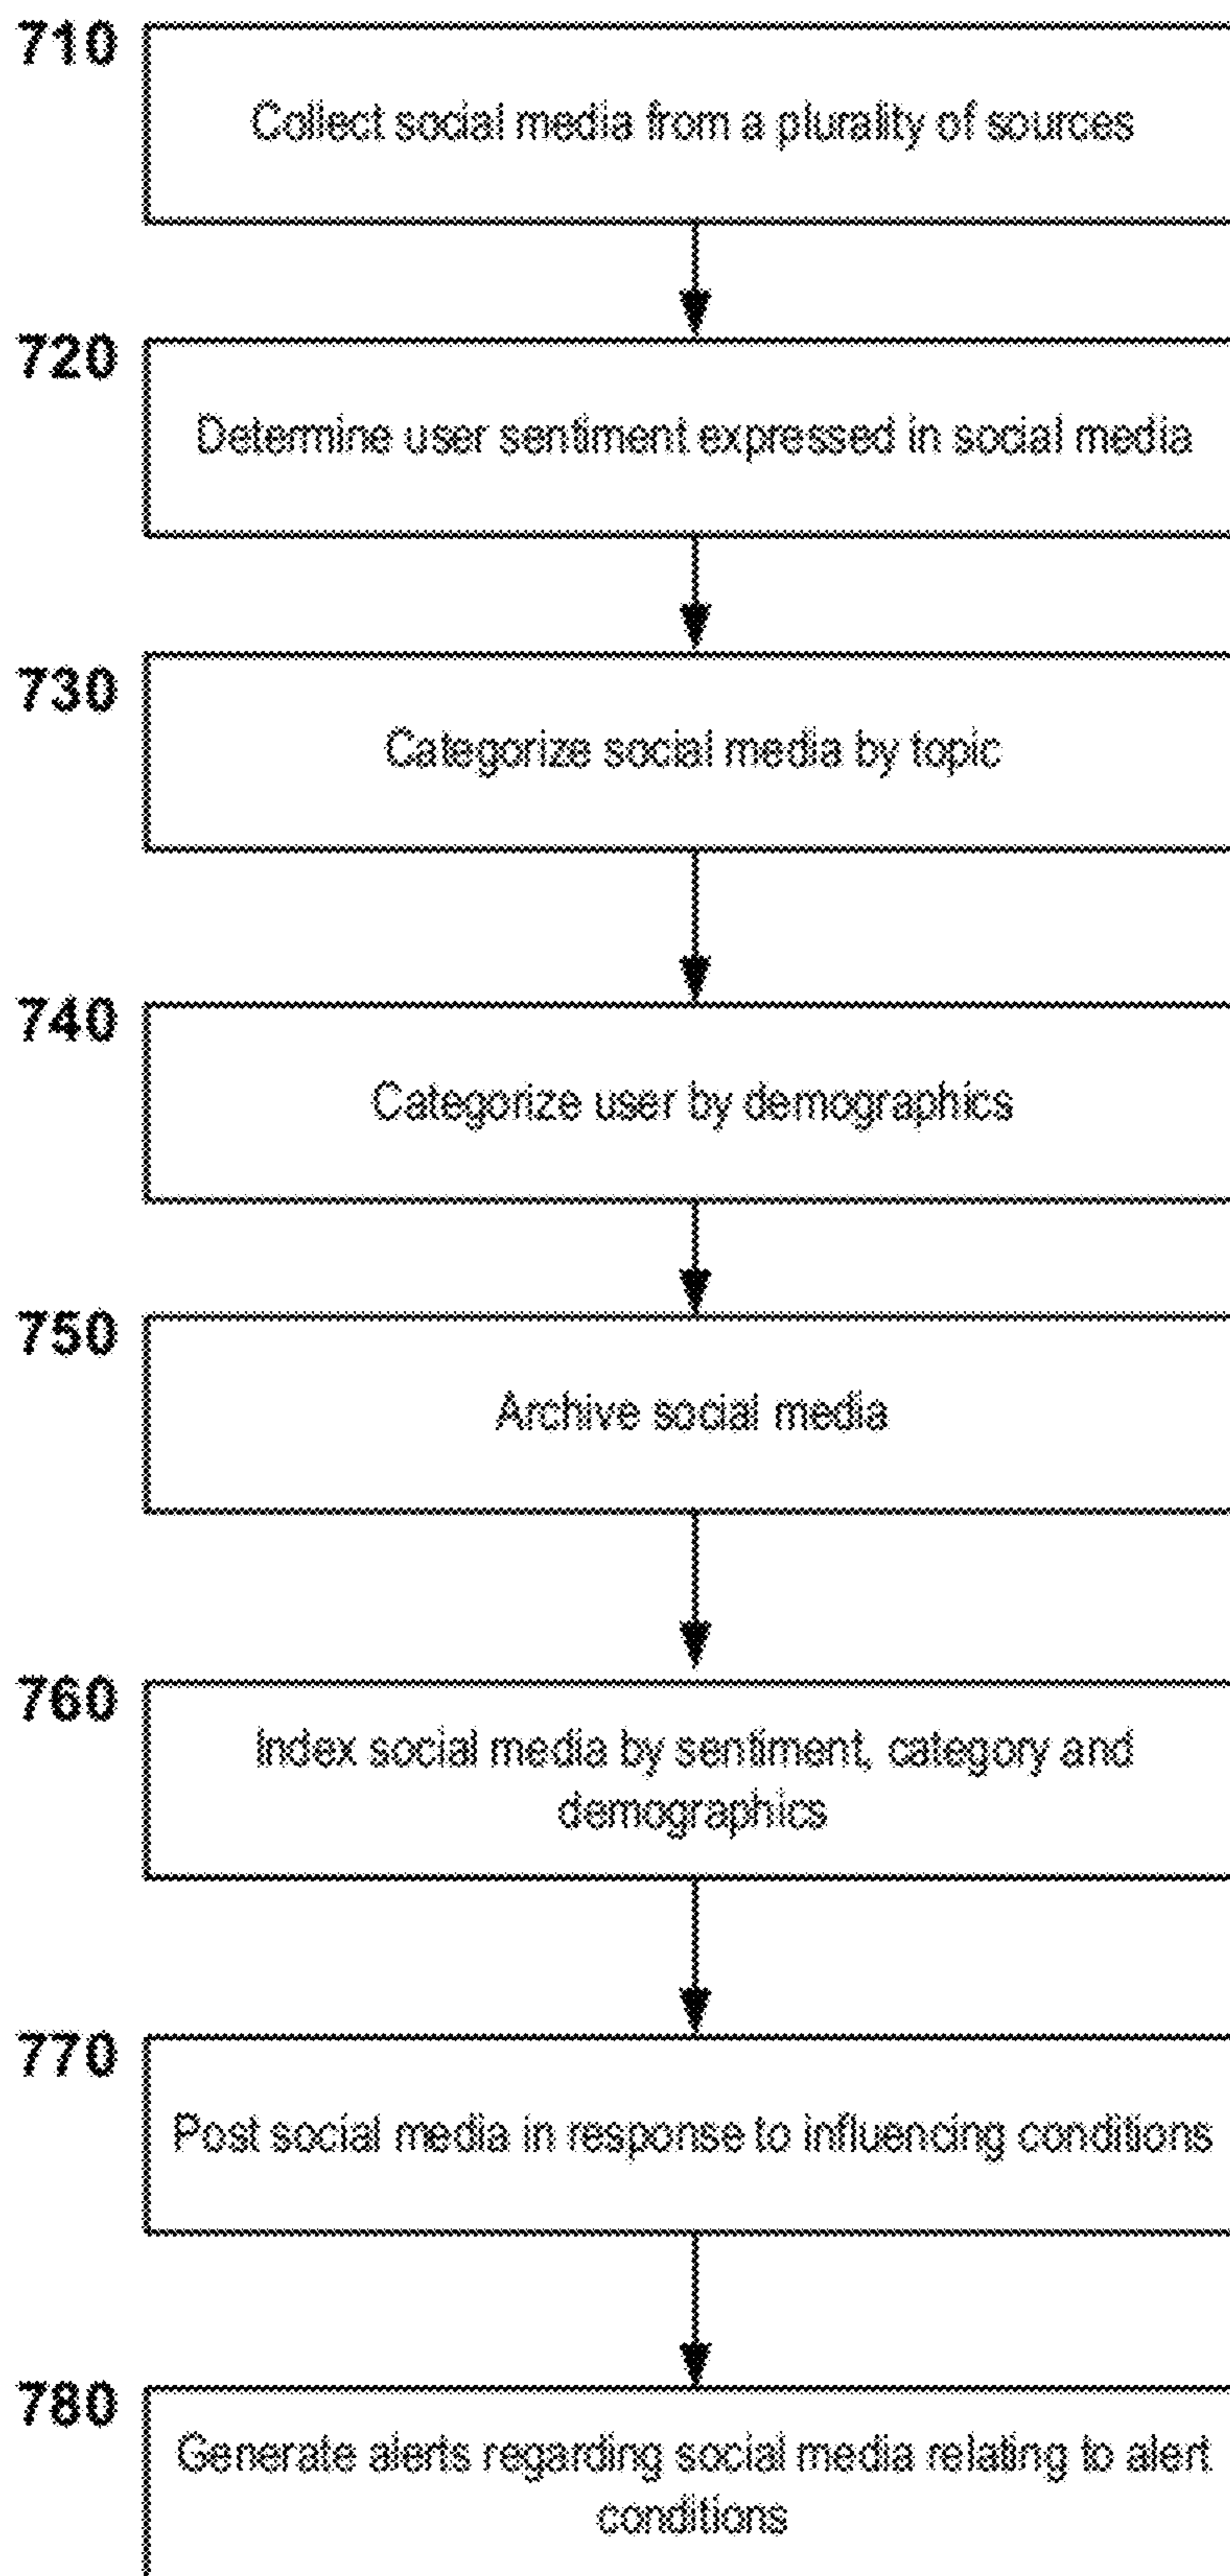 710
Collect social media from a plurality of sources
720
Determine user sentiment expressed in social media
730
Categorize social media by topic
740
Categorize user by demographics
750
Archive social media
760
Index social media by sentiment, category and
demographics
770
Post social media in response to influencing conditions
780
Generate alerts regarding social media relating to alert
conditions